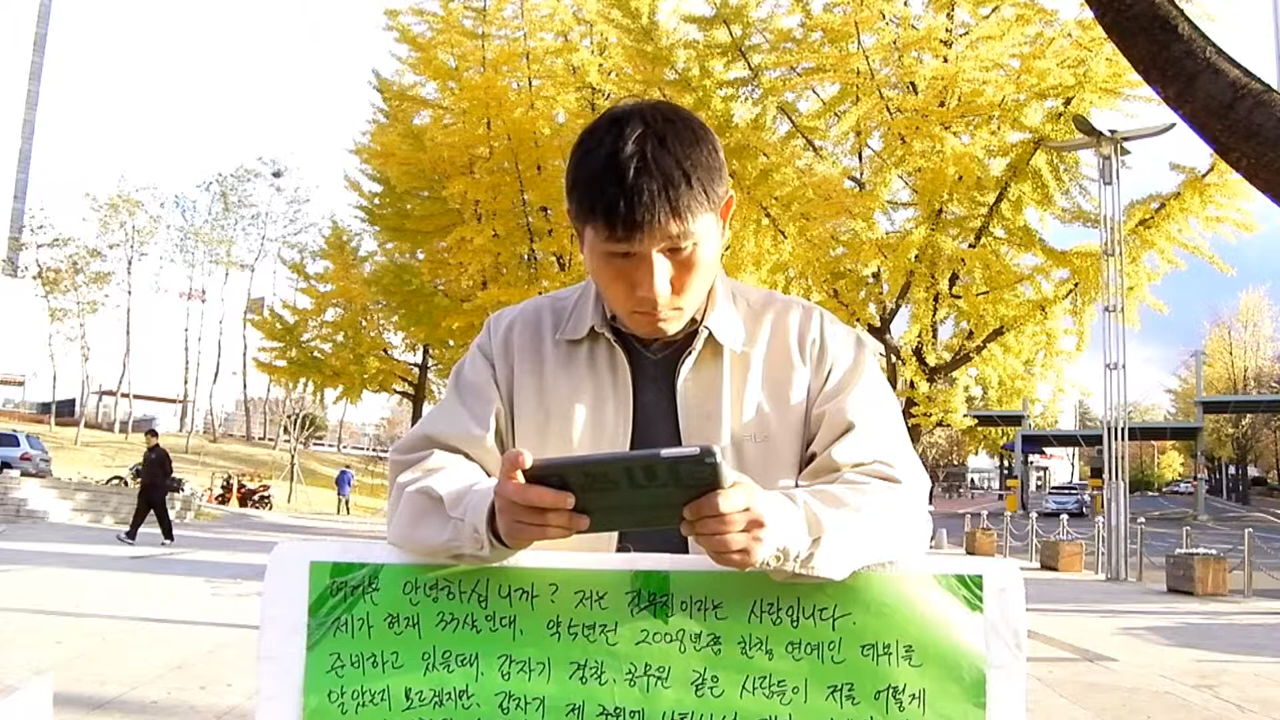 여러분 안녕하십니까? 저는 김무진이라는 사람입니다.
제가 현재 33살인데, 약 5년전 2008년쯤 한창 연예인 데뷔를
준비하고 있을때, 갑자기 경찰, 공무원 같은 사람들이 저를 어떻게
알았는지 모르겠지만, 갑자기 제 주위에
FILA